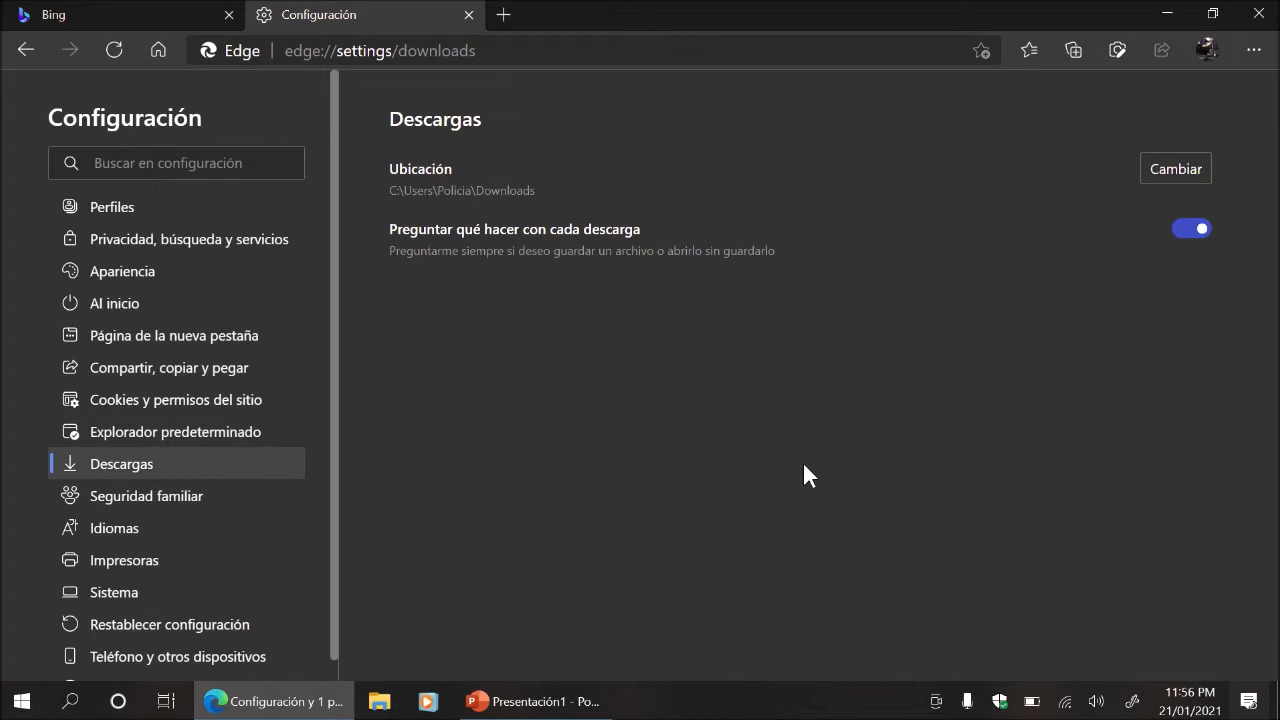 Bing
Configuración
Edge
edge://settings/downloads
Configuración
Buscar en configuración
Perfiles
Privacidad, búsqueda y servicios
Apariencia
Al inicio
Página de la nueva pestaña
Compartir, copiar y pegar
Cookies y permisos del sitio
Explorador predeterminado
Descargas
Seguridad familiar
Idiomas
Impresoras
Sistema
Restablecer configuración
Teléfono y otros dispositivos
Descargas
Ubicación
C:\Users\Policia\Downloads
Cambiar
Preguntar qué hacer con cada descarga
Preguntarme siempre si deseo guardar un archivo o abrirlo sin guardarlo
Configuración y 1 p...
Presentación1 - Po...
11:56 PM
21/01/2021